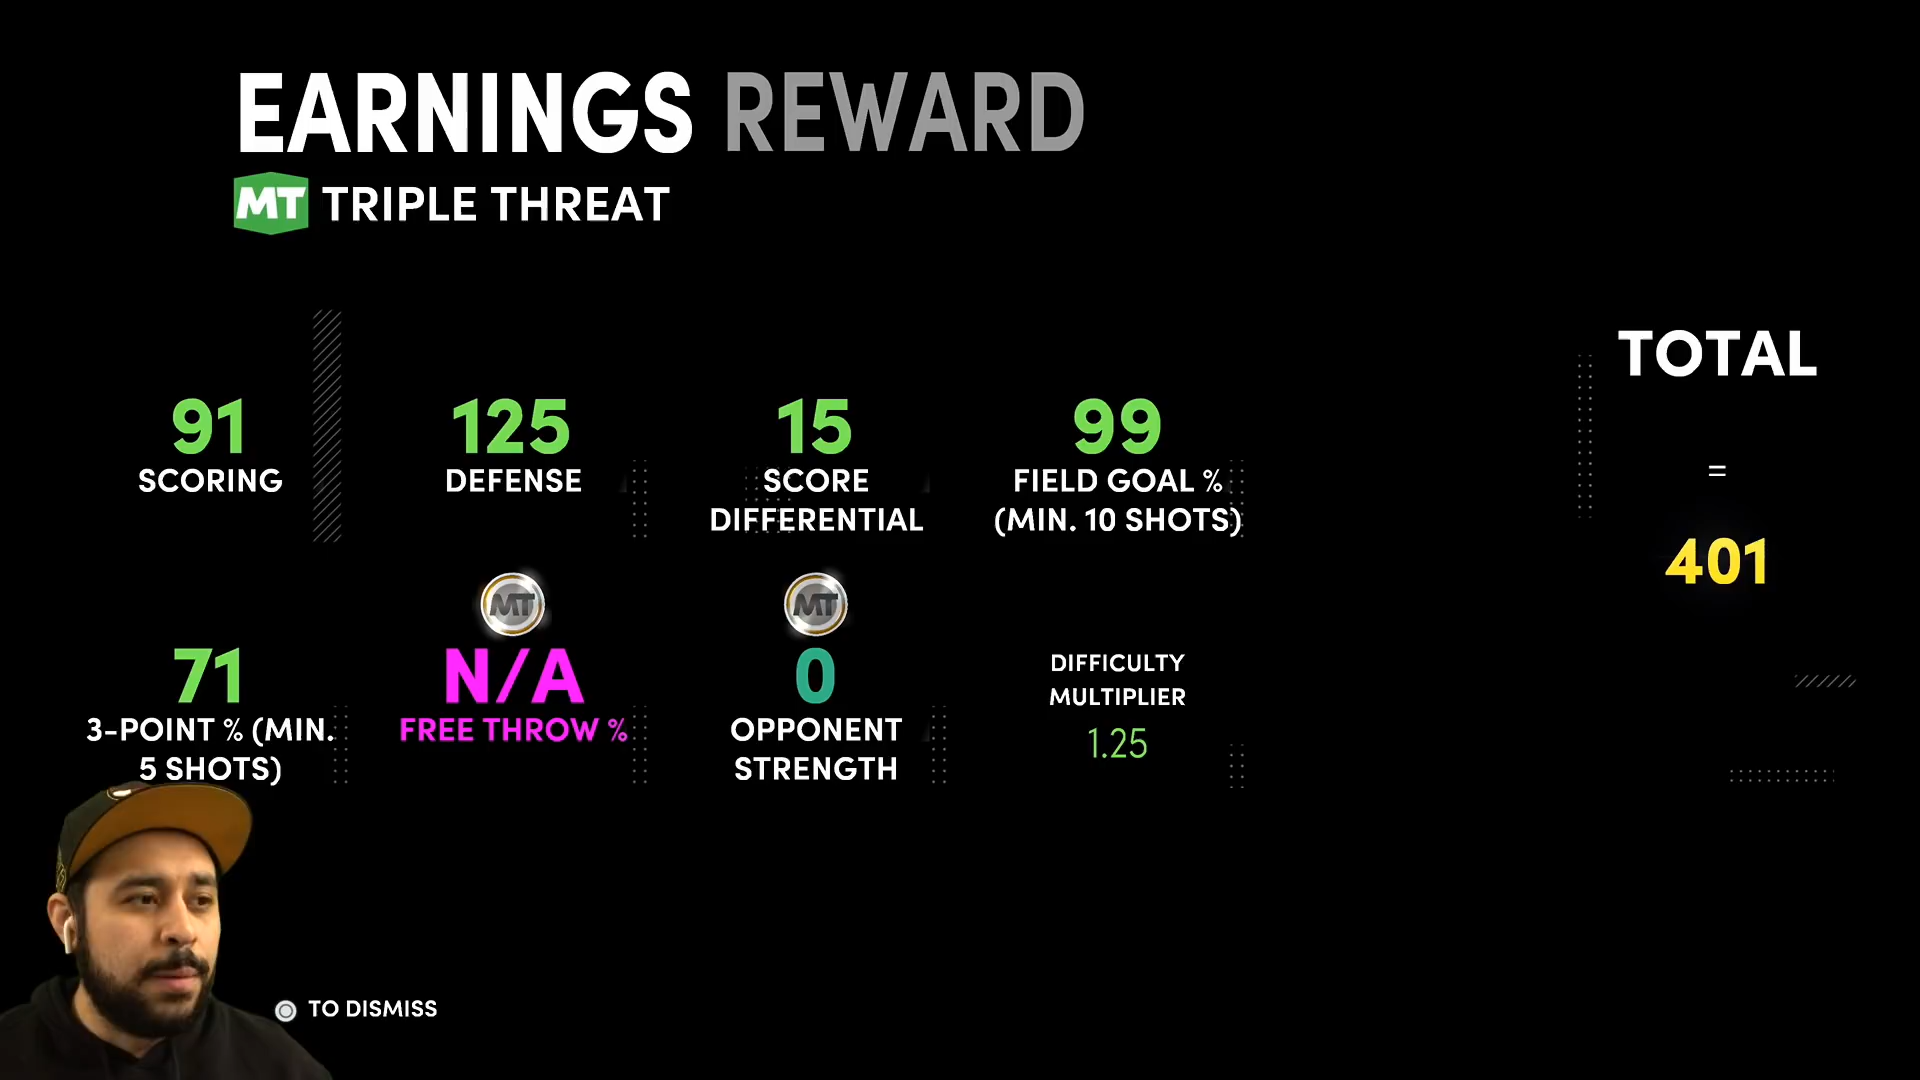 EARNINGS REWARD
MT TRIPLE THREAT
91
SCORING
125
DEFENSE
15
SCORE
DIFFERENTIAL
99
FIELD GOAL %
(MIN. 10 SHOTS)
TOTAL
=
401
71
3-POINT % (MIN.
5 SHOTS)
MT
N/A
FREE THROW %
MT
0
OPPONENT
STRENGTH
DIFFICULTY
MULTIPLIER
1.25
TO DISMISS